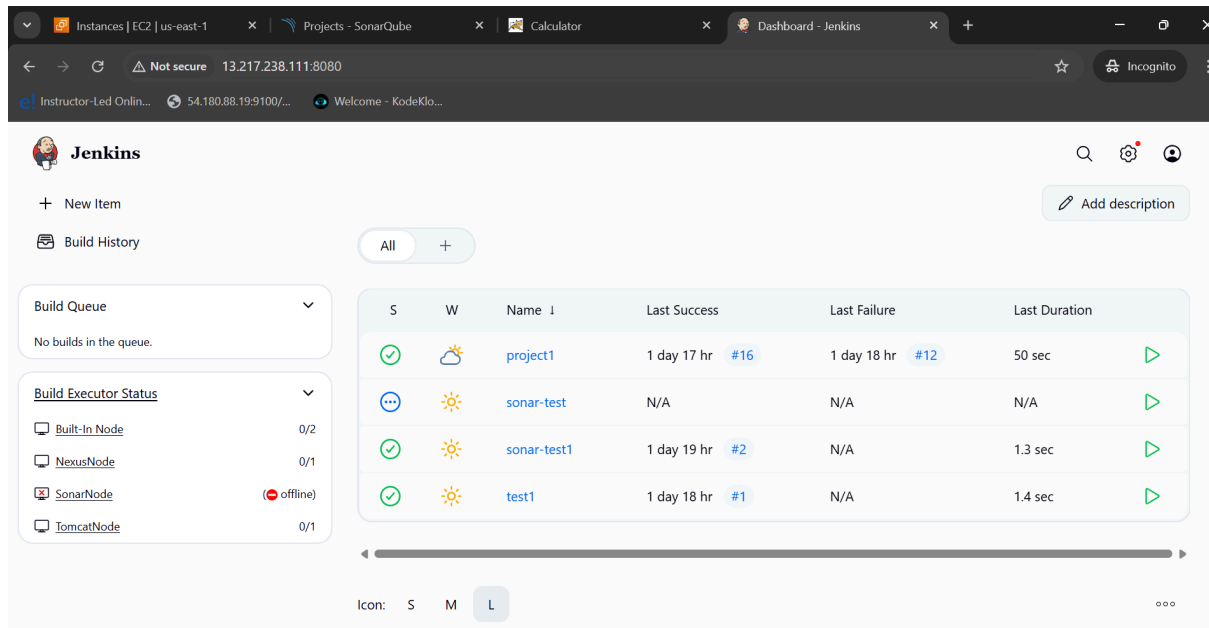 Instances | EC2 | us-east-1
Projects - SonarQube
Calculator
Dashboard - Jenkins
Not secure 13.217.238.111:8080
Incognito
Instructor-Led Onlin...
54.180.88.19:9100/...
Welcome - KodeKlo...
Jenkins
New Item
Add description
Build History
All
Build Queue
No builds in the queue.
Build Executor Status
Built-In Node 0/2
NexusNode 0/1
SonarNode (offline)
TomcatNode 0/1
S W Name ↓ Last Success Last Failure Last Duration
project1 1 day 17 hr #16 1 day 18 hr #12 50 sec
sonar-test N/A N/A N/A
sonar-test1 1 day 19 hr #2 N/A 1.3 sec
test1 1 day 18 hr #1 N/A 1.4 sec
Icon: S M L